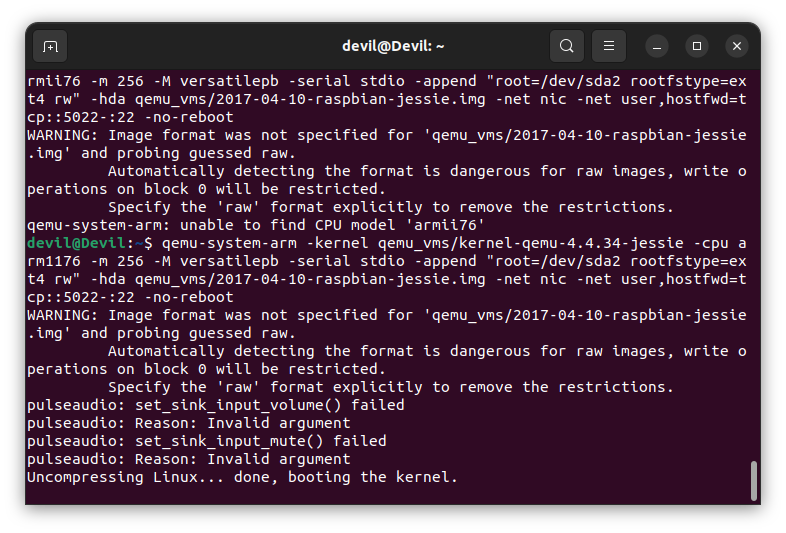 devil@Devil: ~
rmii76 -m 256 -M versatilepb -serial stdio -append "root=/dev/sda2 rootfstype=ex
t4 rw" -hda qemu_vms/2017-04-10-raspbian-jessie.img -net nic -net user,hostfwd=t
cp::5022-:22 -no-reboot
WARNING: Image format was not specified for 'qemu_vms/2017-04-10-raspbian-jessie
.img' and probing guessed raw.
         Automatically detecting the format is dangerous for raw images, write o
perations on block 0 will be restricted.
         Specify the 'raw' format explicitly to remove the restrictions.
qemu-system-arm: unable to find CPU model 'armii76'
devil@Devil:~$ qemu-system-arm -kernel qemu_vms/kernel-qemu-4.4.34-jessie -cpu a
rm1176 -m 256 -M versatilepb -serial stdio -append "root=/dev/sda2 rootfstype=ex
t4 rw" -hda qemu_vms/2017-04-10-raspbian-jessie.img -net nic -net user,hostfwd=t
cp::5022-:22 -no-reboot
WARNING: Image format was not specified for 'qemu_vms/2017-04-10-raspbian-jessie
.img' and probing guessed raw.
         Automatically detecting the format is dangerous for raw images, write o
perations on block 0 will be restricted.
         Specify the 'raw' format explicitly to remove the restrictions.
pulseaudio: set_sink_input_volume() failed
pulseaudio: Reason: Invalid argument
pulseaudio: set_sink_input_mute() failed
pulseaudio: Reason: Invalid argument
Uncompressing Linux... done, booting the kernel.